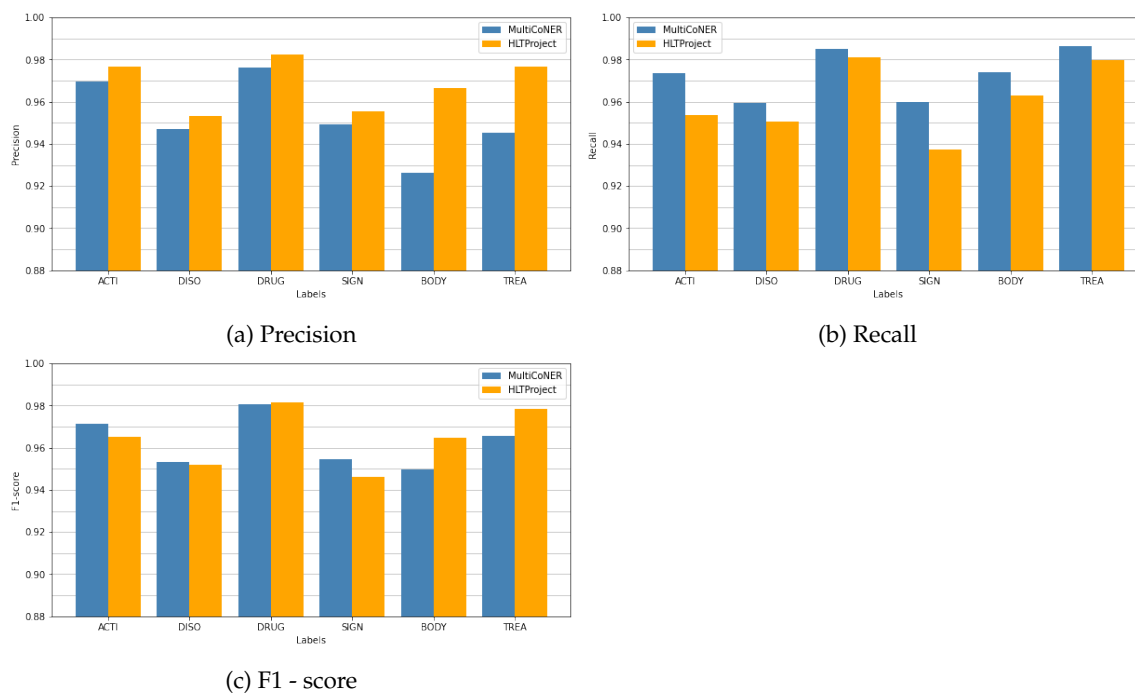 1.00
0.98
0.96
0.94
0.92
0.90
0.88
Precision
MultiCoNER
HLTProject
ACTI DISO DRUG SIGN BODY TREA
Labels
(a) Precision
1.00
0.98
0.96
0.94
0.92
0.90
0.88
Recall
MultiCoNER
HLTProject
ACTI DISO DRUG SIGN BODY TREA
Labels
(b) Recall
1.00
0.98
0.96
0.94
0.92
0.90
0.88
F1-score
MultiCoNER
HLTProject
ACTI DISO DRUG SIGN BODY TREA
Labels
(c) F1 - score